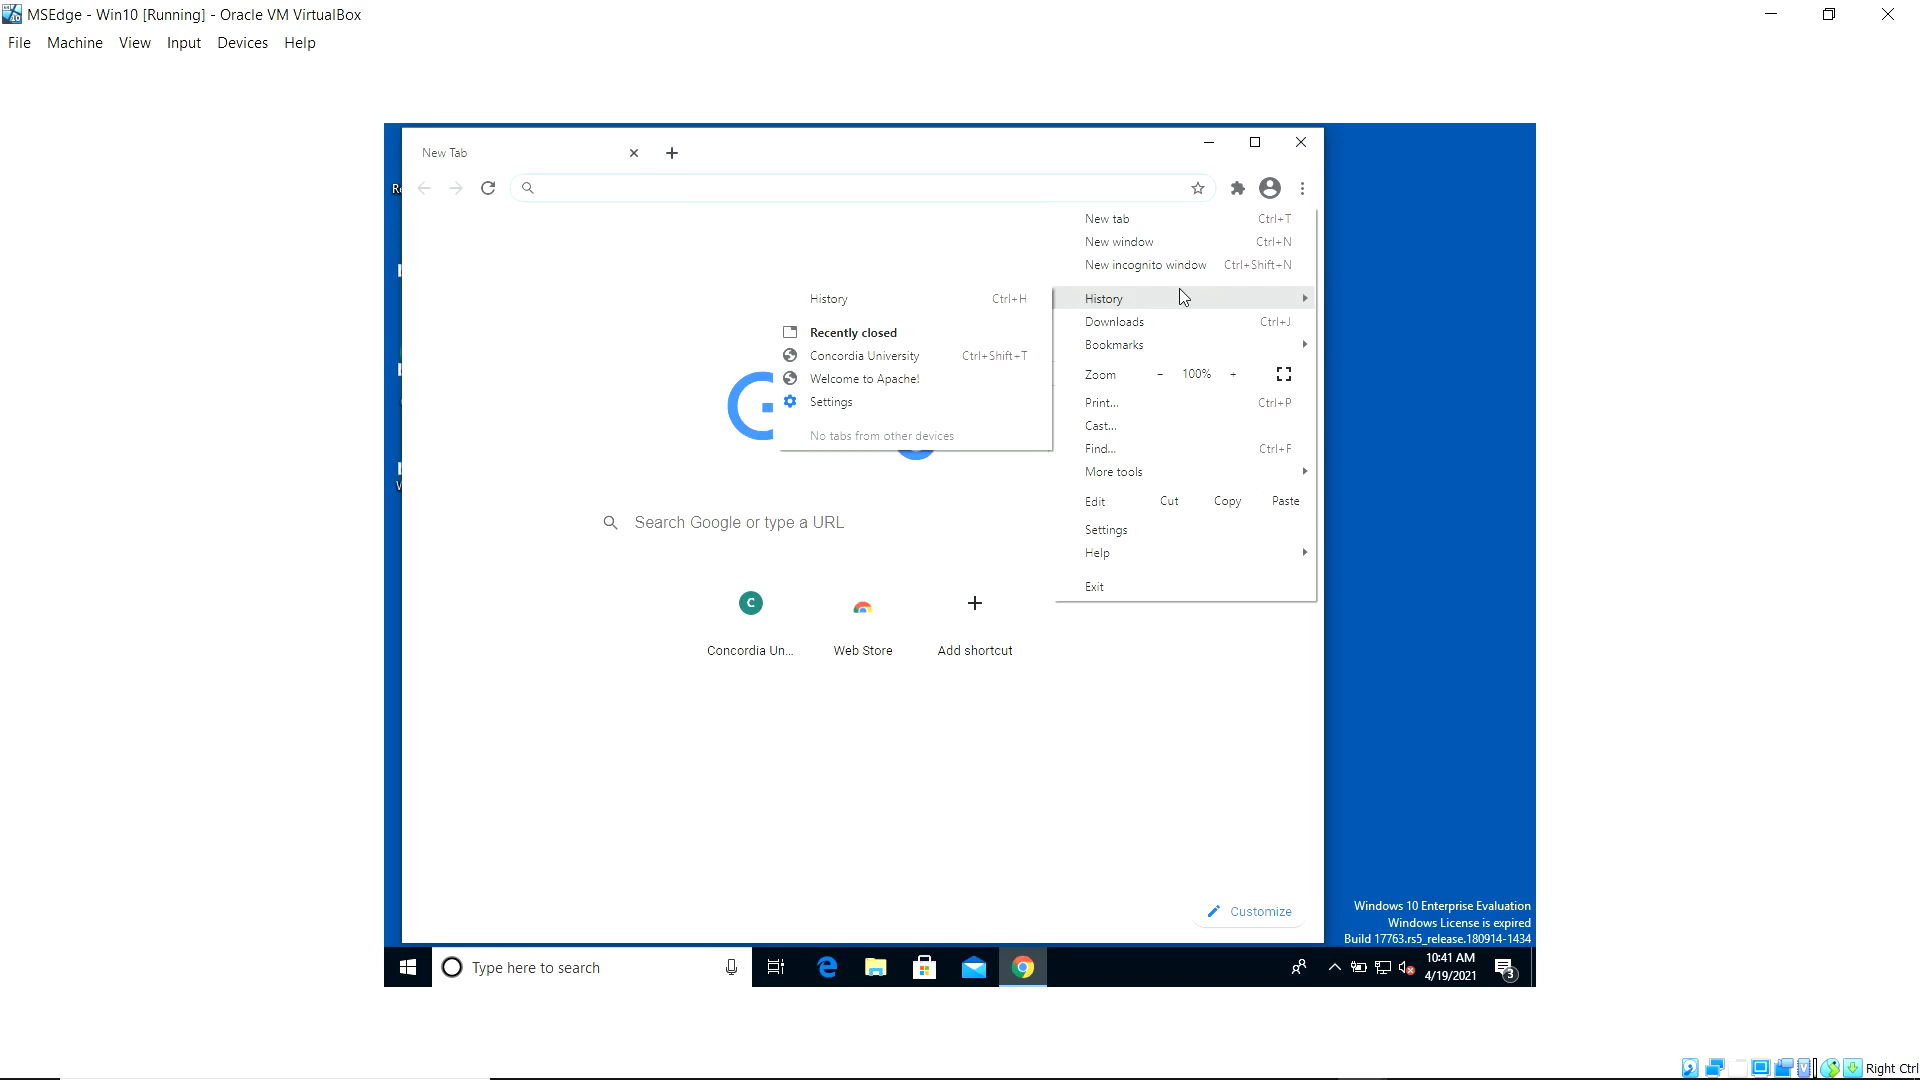 MSEdge - Win10 [Running] - Oracle VM VirtualBox
File Machine View Input Devices Help
New Tab
New tab Ctrl+T
New window Ctrl+N
New incognito window Ctrl+Shift+N
History Ctrl+H
History
Recently closed
Downloads Ctrl+J
Concordia University Ctrl+Shift+T
Bookmarks
Welcome to Apache!
Zoom - 100% +
Settings
Print... Ctrl+P
Cast...
No tabs from other devices
Find... Ctrl+F
More tools
Edit Cut Copy Paste
Search Google or type a URL
Settings
Help
Exit
C
Concordia Un...
Web Store
Add shortcut
Customize
Windows 10 Enterprise Evaluation
Windows License is expired
Build 17763.rs5_release.180914-1434
Type here to search
10:41 AM
4/19/2021
3
Right Ctrl